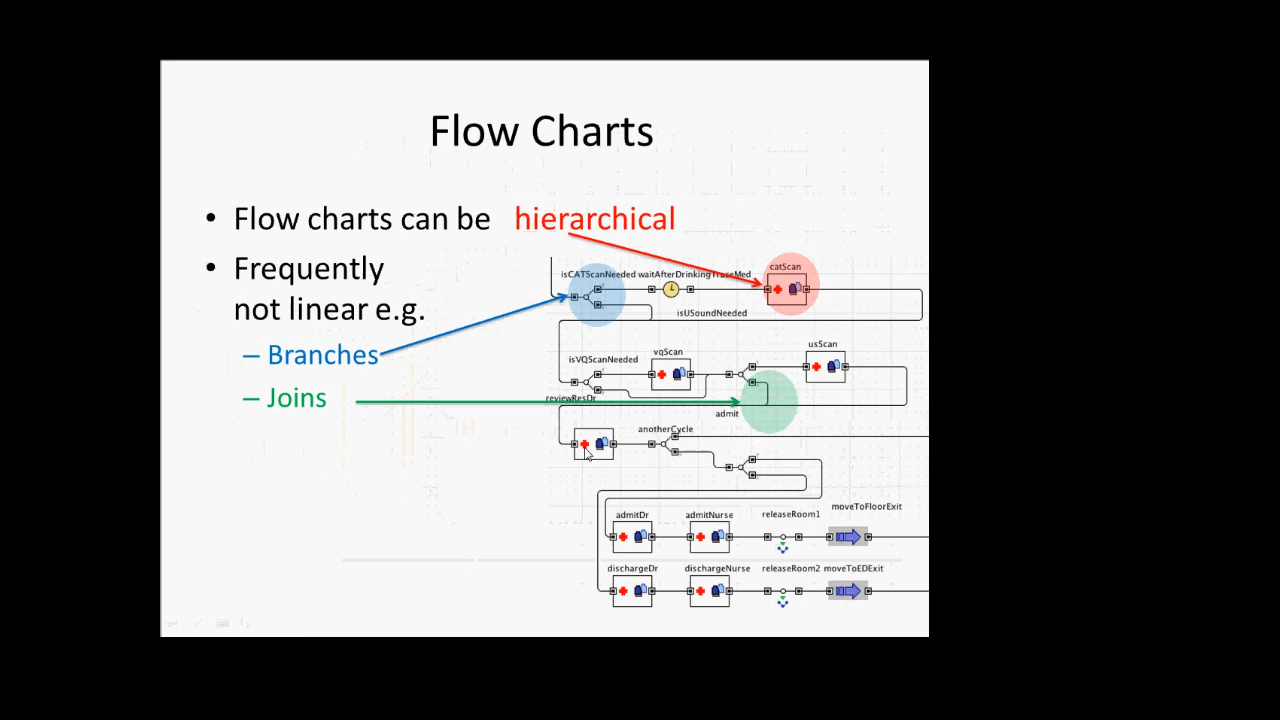 Flow Charts
• Flow charts can be hierarchical
• Frequently
not linear e.g.
– Branches
– Joins
isCATScanNeeded waitAfterDrinkingTraceMed
catScan
isUSoundNeeded
isVQScanNeeded
vqScan
usScan
reviewResDr
admit
anotherCycle
admitDr
admitNurse
releaseRoom1
moveToFloorExit
dischargeDr
dischargeNurse
releaseRoom2
moveToEDExit